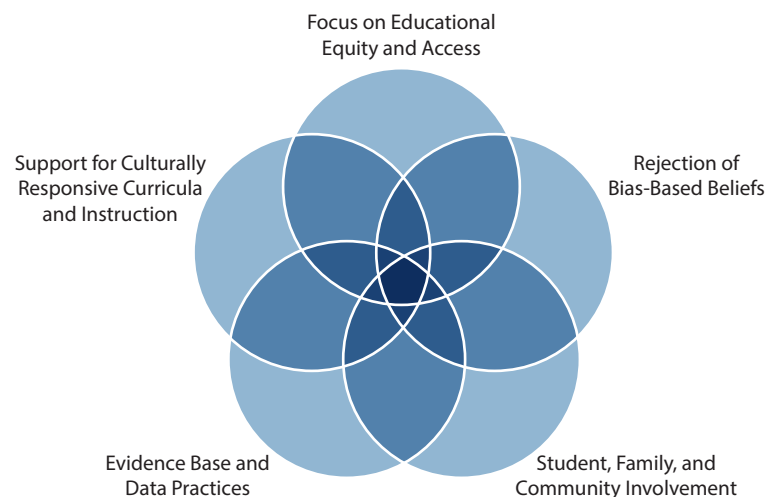 Focus on Educational
Equity and Access
Support for Culturally
Responsive Curricula
and Instruction
Rejection of
Bias-Based Beliefs
Evidence Base and
Data Practices
Student, Family, and
Community Involvement